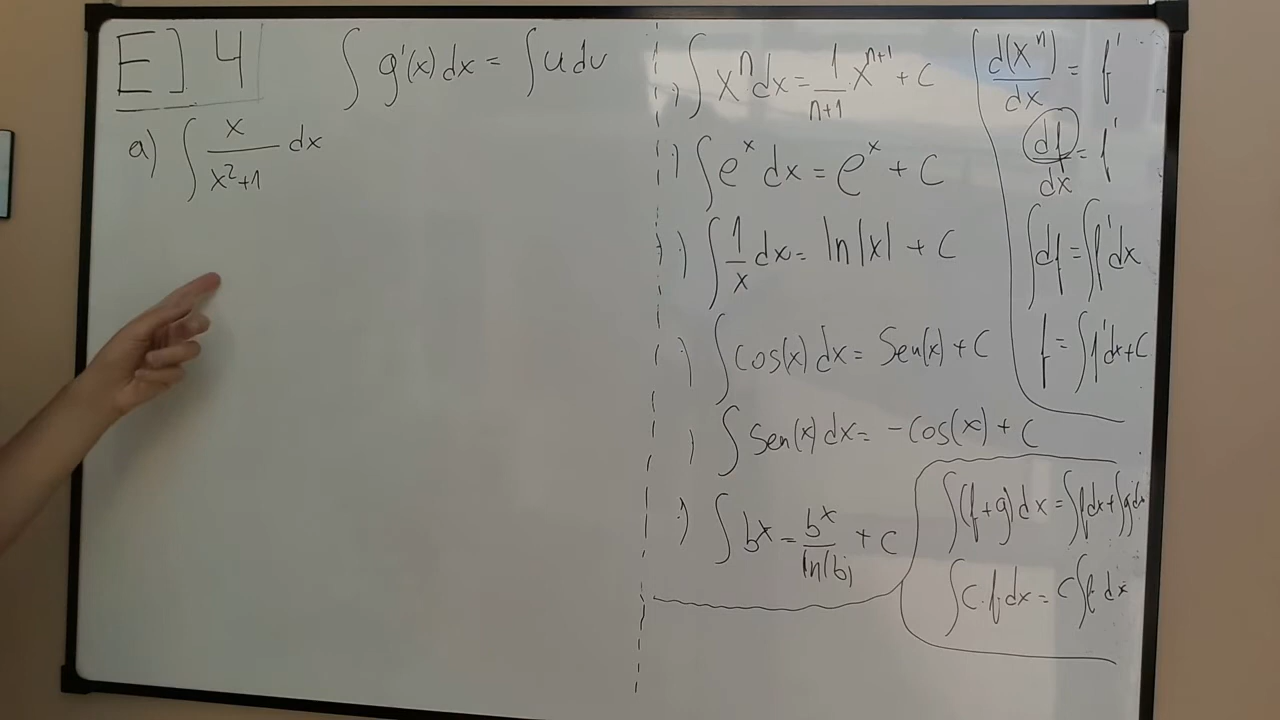 E] 4
∫ g'(x) dx = ∫ u du
a) ∫ x/(x²+1) dx
·) ∫ xⁿ dx = 1/(n+1) xⁿ⁺¹ + C
·) ∫ eˣ dx = eˣ + C
·) ∫ 1/x dx = ln|x| + C
·) ∫ cos(x) dx = Sen(x) + C
) ∫ Sen(x) dx = -cos(x) + C
·) ∫ bˣ = bˣ/ln(b) + C
d(xⁿ)/dx = f'
df/dx = f'
∫ df = ∫ f' dx
f = ∫ f' dx + C
∫ (f+g) dx = ∫ f dx + ∫ g dx
∫ C·f dx = C ∫ f dx